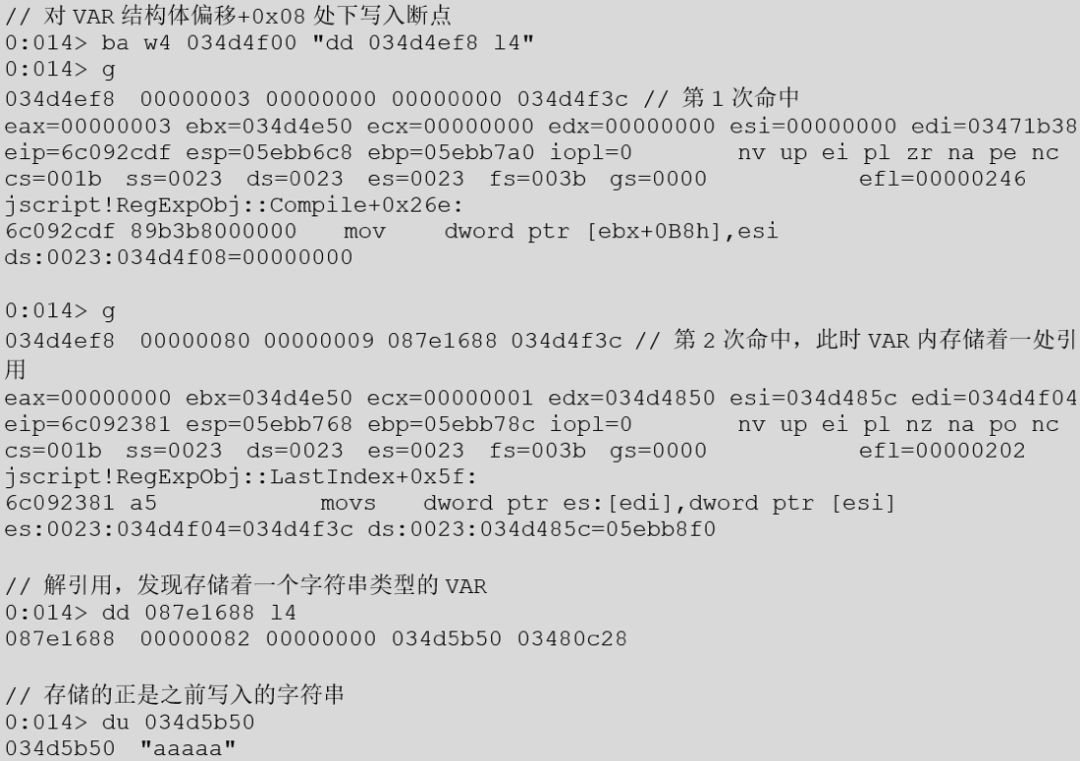 // 对 VAR 结构体偏移+0x08 处下写入断点
0:014> ba w4 034d4f00 "dd 034d4ef8 l4"
0:014> g
034d4ef8  00000003 00000000 00000000 034d4f3c // 第 1 次命中
eax=00000003 ebx=034d4e50 ecx=00000000 edx=00000000 esi=00000000 edi=03471b38
eip=6c092cdf esp=05ebb6c8 ebp=05ebb7a0 iopl=0         nv up ei pl zr na pe nc
cs=001b  ss=0023  ds=0023  es=0023  fs=003b  gs=0000             efl=00000246
jscript!RegExpObj::Compile+0x26e:
6c092cdf 89b3b8000000    mov     dword ptr [ebx+0B8h],esi
ds:0023:034d4f08=00000000
0:014> g
034d4ef8  00000080 00000009 087e1688 034d4f3c // 第 2 次命中，此时 VAR 内存储着一处引
用
eax=00000000 ebx=034d4e50 ecx=00000001 edx=034d4850 esi=034d485c edi=034d4f04
eip=6c092381 esp=05ebb768 ebp=05ebb78c iopl=0         nv up ei pl nz na po nc
cs=001b  ss=0023  ds=0023  es=0023  fs=003b  gs=0000             efl=00000202
jscript!RegExpObj::LastIndex+0x5f:
6c092381 a5              movs    dword ptr es:[edi],dword ptr [esi]
es:0023:034d4f04=034d4f3c ds:0023:034d485c=05ebb8f0
// 解引用，发现存储着一个字符串类型的 VAR
0:014> dd 087e1688 l4
087e1688  00000082 00000000 034d5b50 03480c28
// 存储的正是之前写入的字符串
0:014> du 034d5b50
034d5b50  "aaaaa"